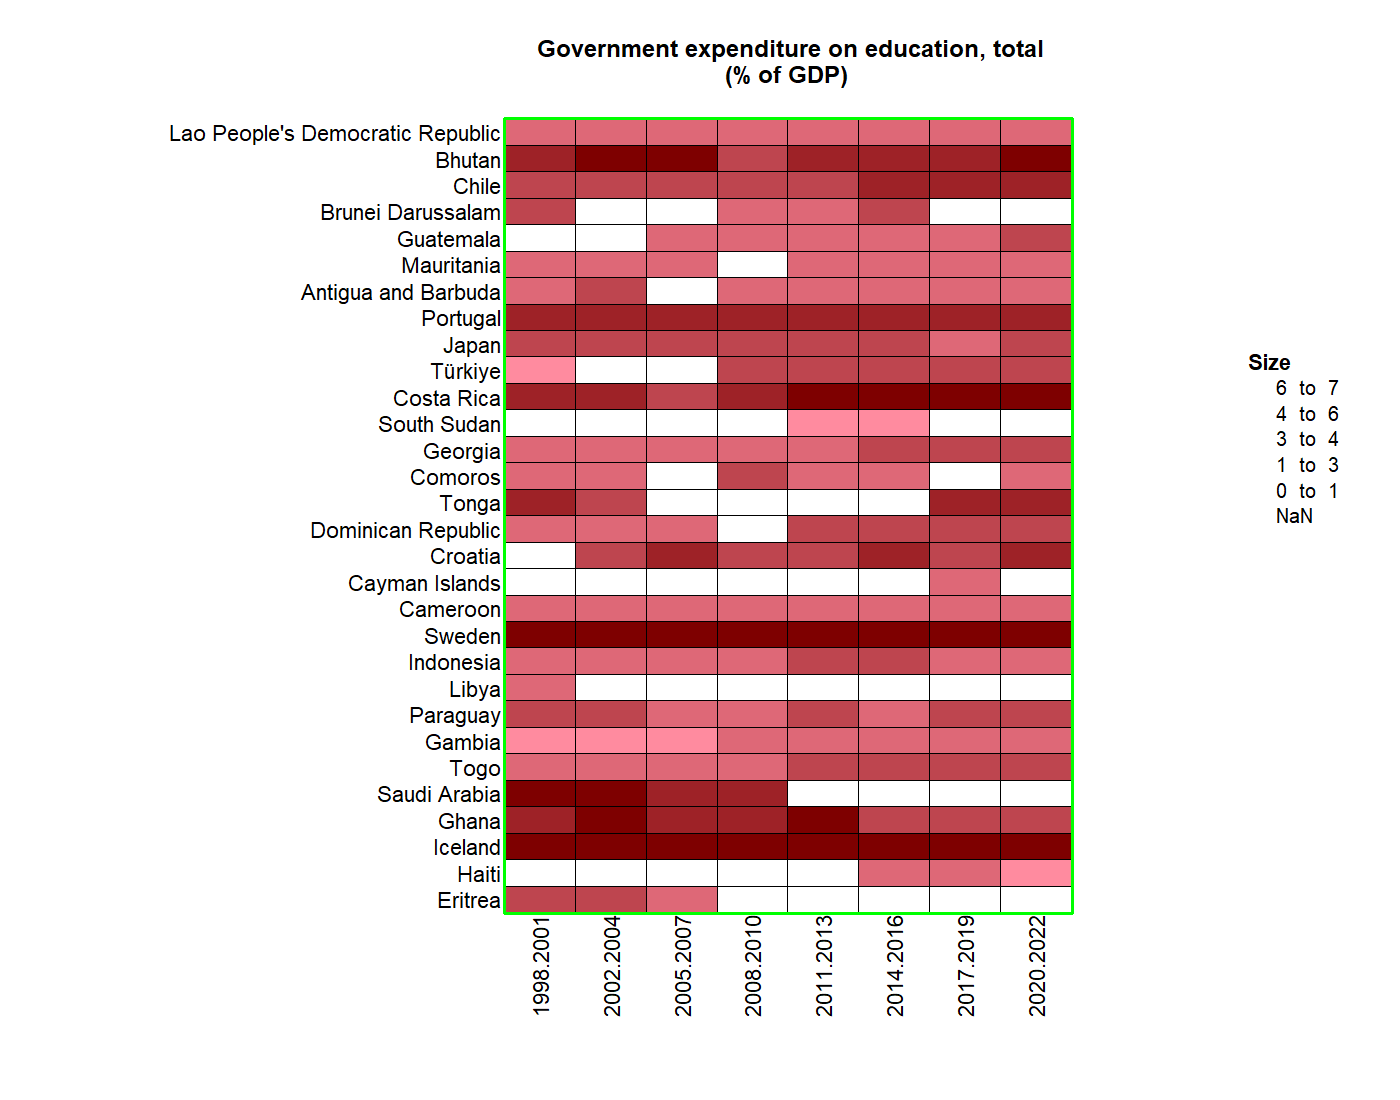 Government expenditure on education, total
(% of GDP)
Lao People's Democratic Republic
Bhutan
Chile
Brunei Darussalam
Guatemala
Mauritania
Antigua and Barbuda
Portugal
Japan
Türkiye
Costa Rica
South Sudan
Georgia
Comoros
Tonga
Dominican Republic
Croatia
Cayman Islands
Cameroon
Sweden
Indonesia
Libya
Paraguay
Gambia
Togo
Saudi Arabia
Ghana
Iceland
Haiti
Eritrea
1998.2001
2002.2004
2005.2007
2008.2010
2011.2013
2014.2016
2017.2019
2020.2022
Size
6 to 7
4 to 6
3 to 4
1 to 3
0 to 1
NaN